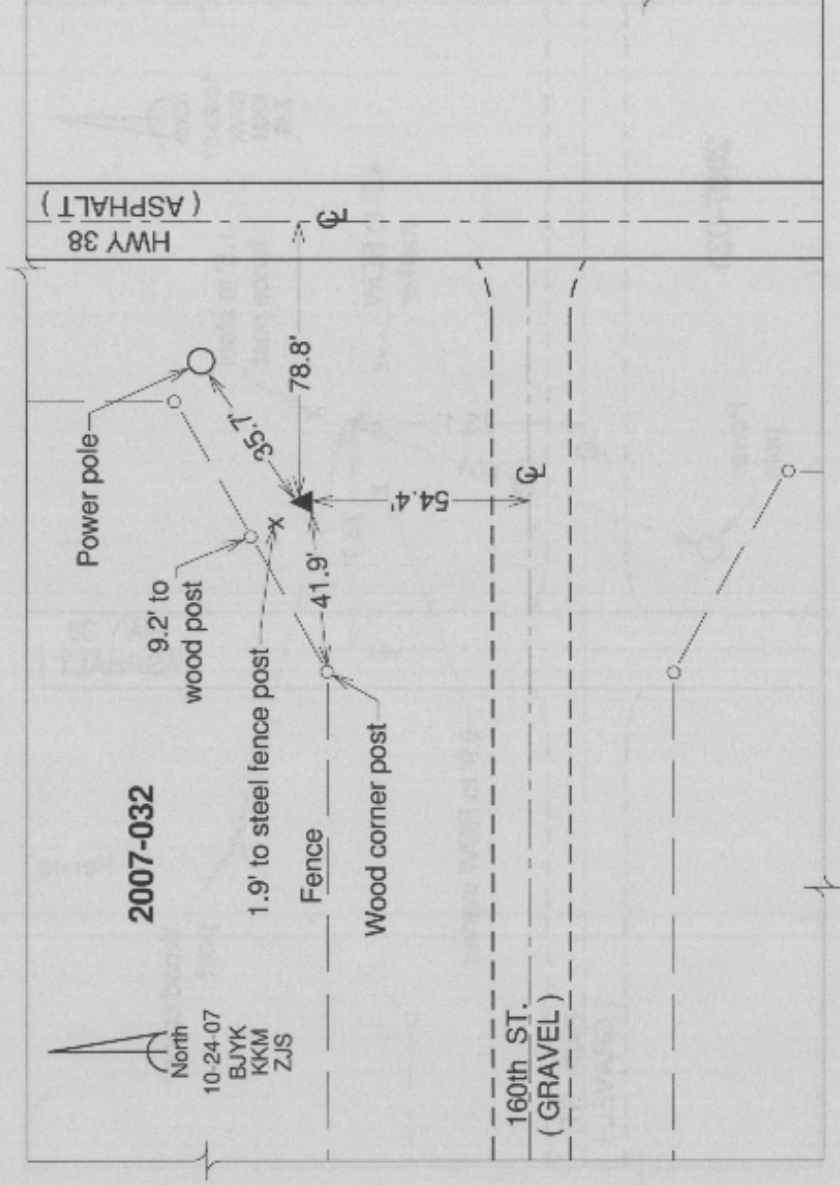 North
10-24-07
BJYK
KKM
ZJS
2007-032
Power pole
9.2' to
wood post
1.9' to steel fence post
Fence
Wood corner post
35.7'
78.8'
41.9'
54.4'
HWY 38
( ASPHALT )
℄
℄
160th ST.
( GRAVEL )